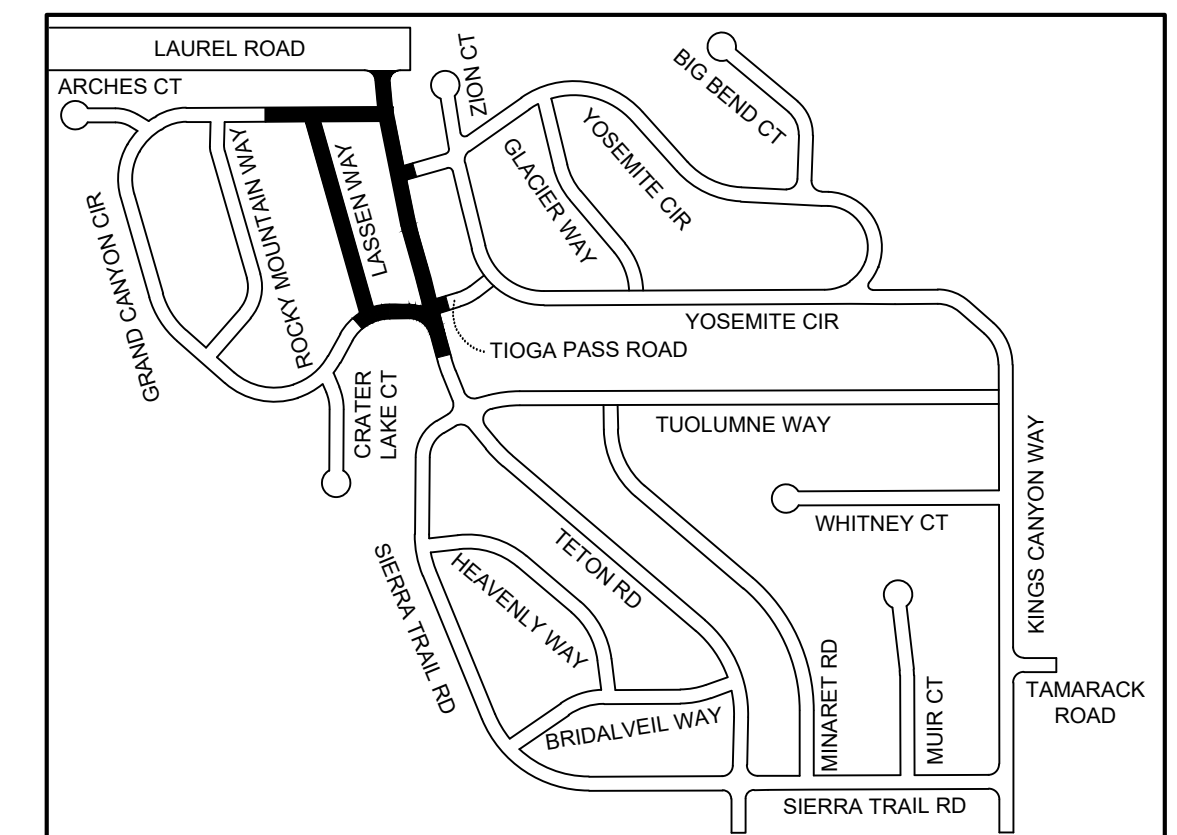 LAUREL ROAD
ARCHES CT
ZION CT
BIG BEND CT
YOSEMITE CIR
GLACIER WAY
LASSEN WAY
ROCKY MOUNTAIN WAY
GRAND CANYON CIR
YOSEMITE CIR
TIOGA PASS ROAD
CRATER
LAKE CT
TUOLUMNE WAY
KINGS CANYON WAY
WHITNEY CT
TETON RD
HEAVENLY WAY
SIERRA TRAIL RD
BRIDALVEIL WAY
MINARET RD
MUIR CT
TAMARACK
ROAD
SIERRA TRAIL RD